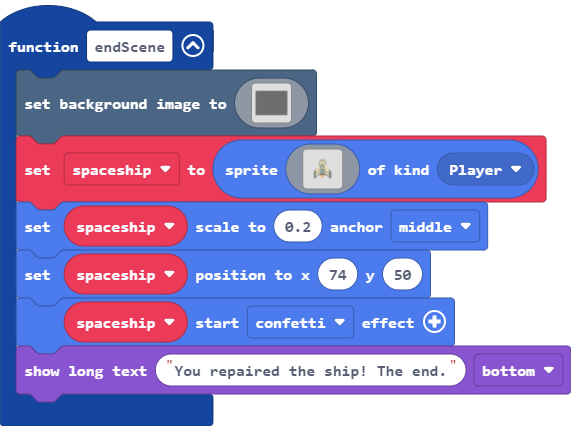 function endScene
set background image to
set spaceship to sprite of kind Player
set spaceship scale to 0.2 anchor middle
set spaceship position to x 74 y 50
spaceship start confetti effect
show long text "You repaired the ship! The end." bottom